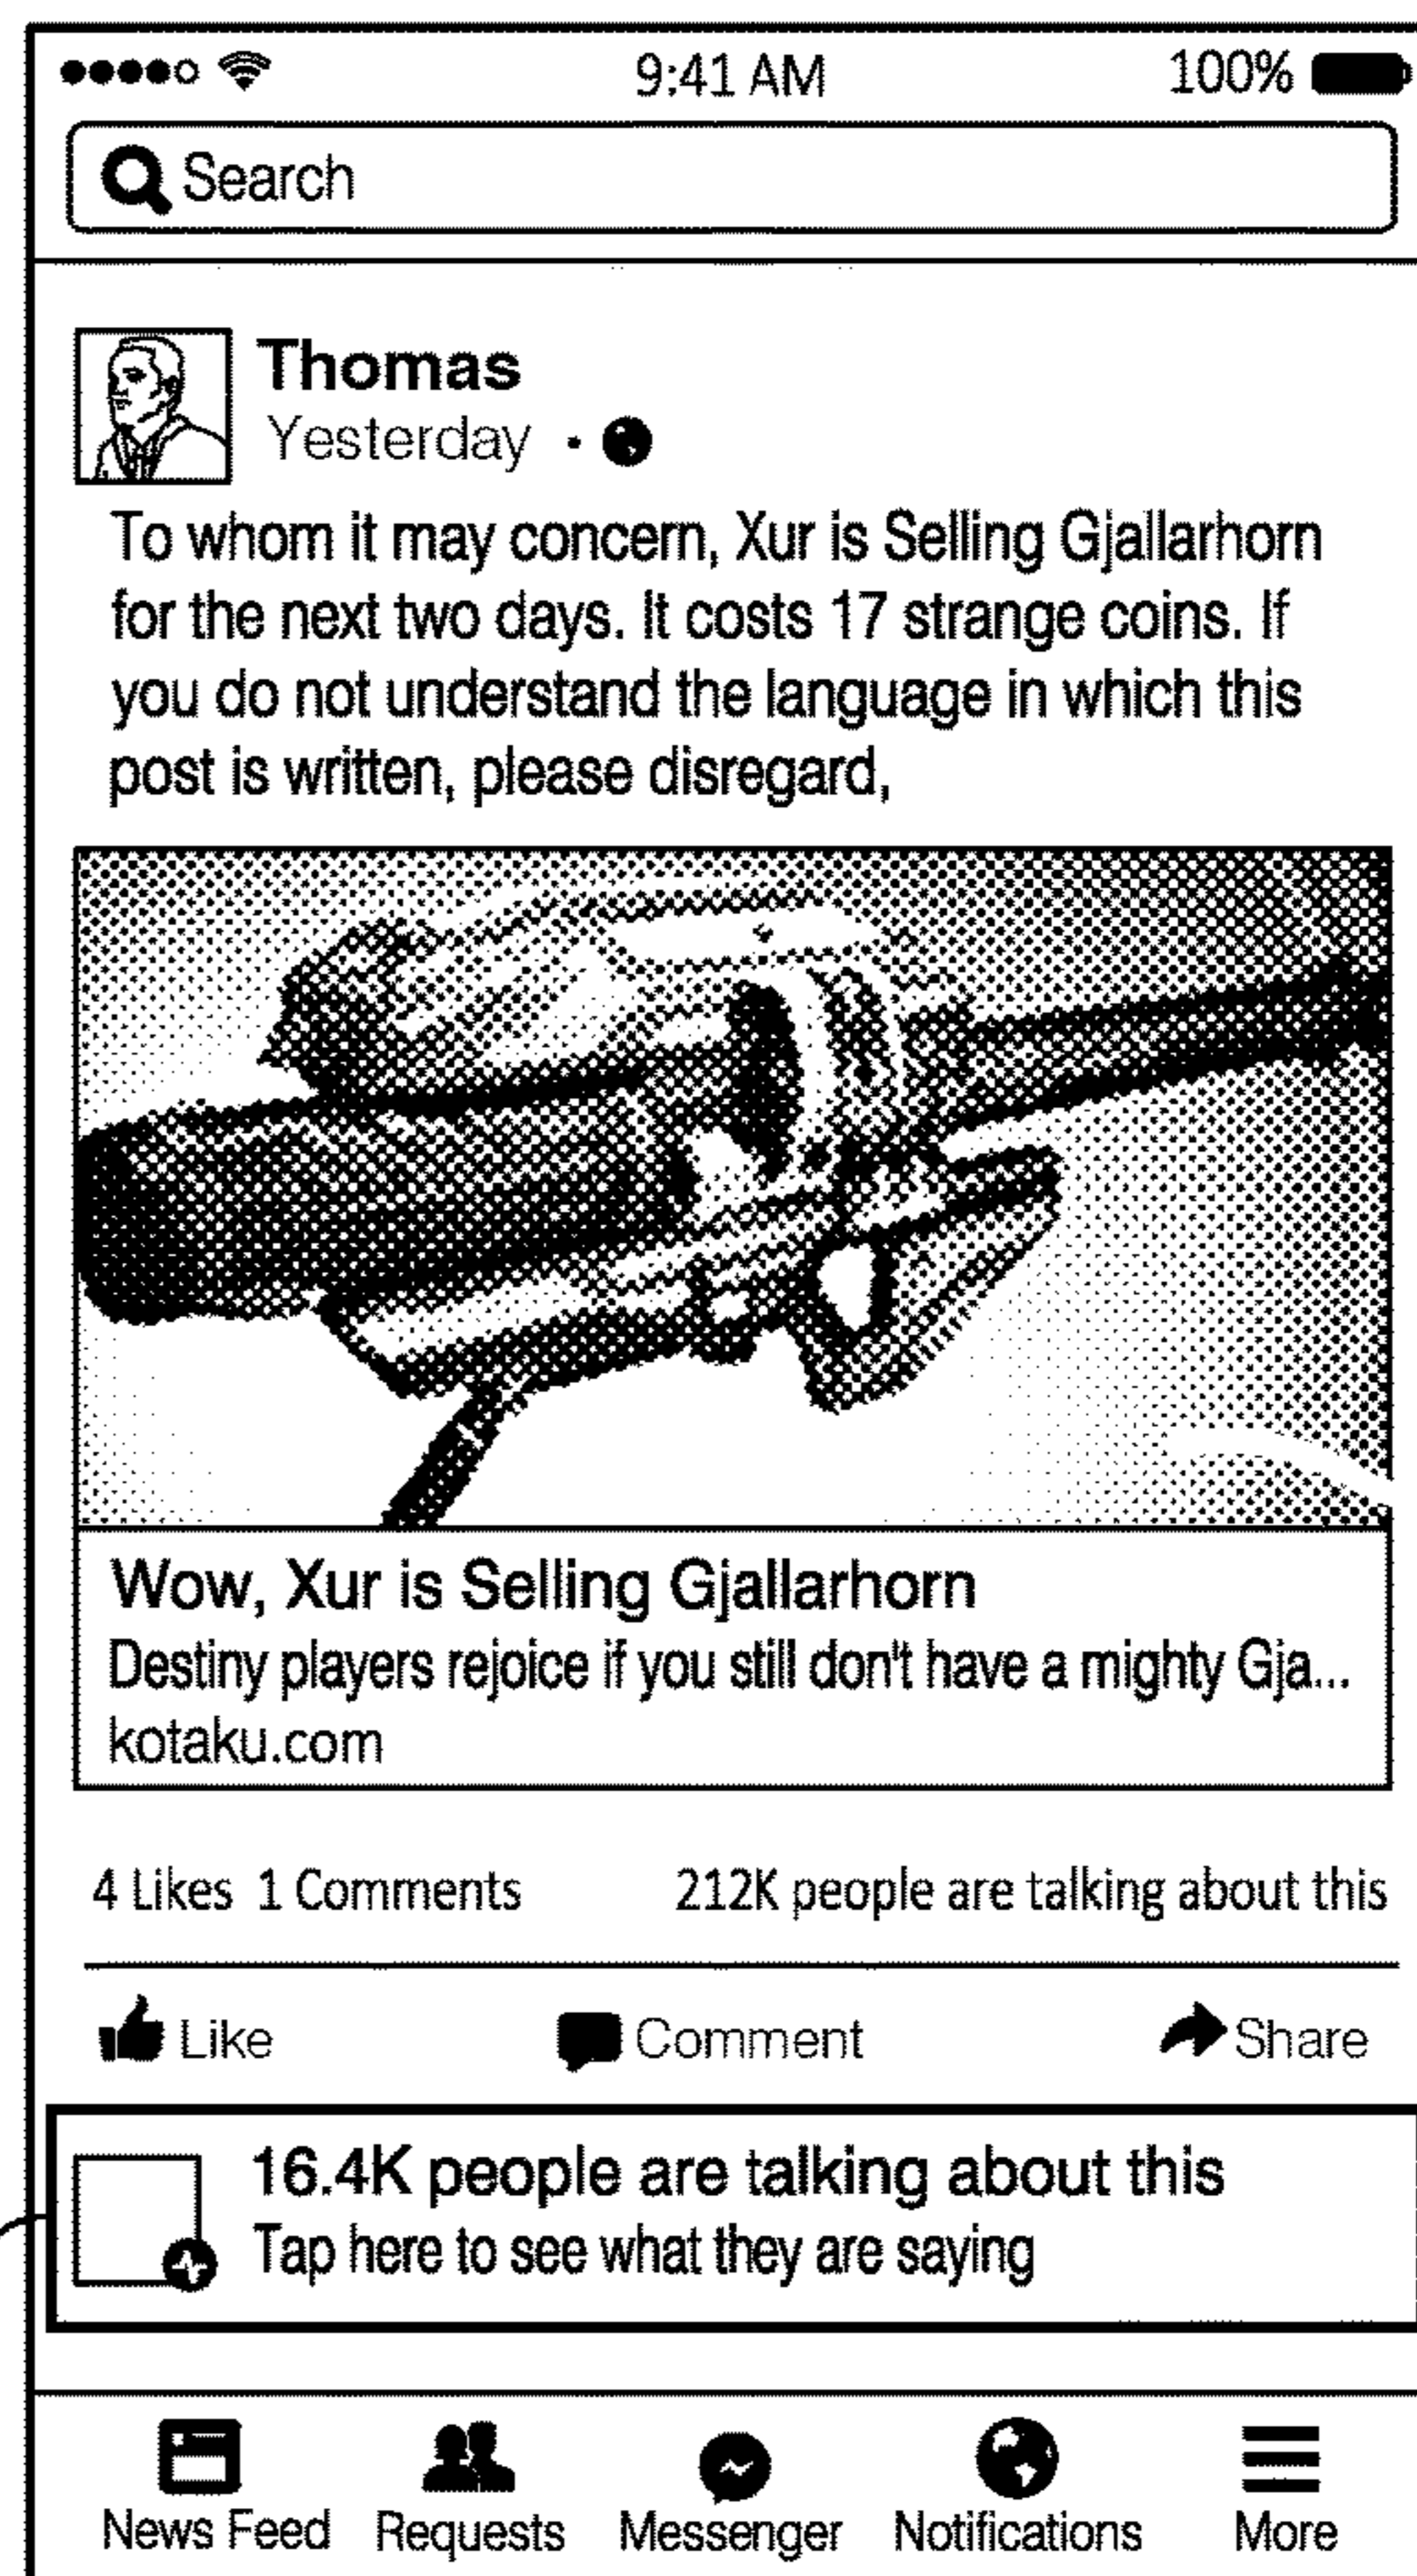 9:41 AM 100%
Search
Thomas
Yesterday ·
To whom it may concern, Xur is Selling Gjallarhorn
for the next two days. It costs 17 strange coins. If
you do not understand the language in which this
post is written, please disregard,
Wow, Xur is Selling Gjallarhorn
Destiny players rejoice if you still don't have a mighty Gja...
kotaku.com
4 Likes 1 Comments 212K people are talking about this
Like Comment Share
16.4K people are talking about this
Tap here to see what they are saying
News Feed Requests Messenger Notifications More